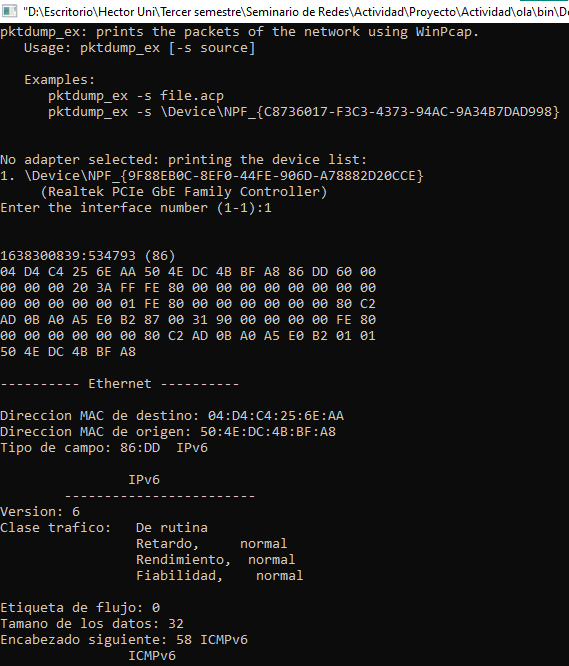 "D:\Escritorio\Hector Uni\Tercer semestre\Seminario de Redes\Actividad\Proyecto\Actividad\ola\bin\De
pktdump_ex: prints the packets of the network using WinPcap.
   Usage: pktdump_ex [-s source]
   Examples:
      pktdump_ex -s file.acp
      pktdump_ex -s \Device\NPF_{C8736017-F3C3-4373-94AC-9A34B7DAD998}
No adapter selected: printing the device list:
1. \Device\NPF_{9F88EB0C-8EF0-44FE-906D-A78882D20CCE}
     (Realtek PCIe GbE Family Controller)
Enter the interface number (1-1):1
1638300839:534793 (86)
04 D4 C4 25 6E AA 50 4E DC 4B BF A8 86 DD 60 00
00 00 00 20 3A FF FE 80 00 00 00 00 00 00 00 00
00 00 00 00 00 01 FE 80 00 00 00 00 00 00 80 C2
AD 0B A0 A5 E0 B2 87 00 31 90 00 00 00 00 FE 80
00 00 00 00 00 00 80 C2 AD 0B A0 A5 E0 B2 01 01
50 4E DC 4B BF A8
---------- Ethernet ----------
Direccion MAC de destino: 04:D4:C4:25:6E:AA
Direccion MAC de origen: 50:4E:DC:4B:BF:A8
Tipo de campo: 86:DD  IPv6
                IPv6
        ------------------------
Version: 6
Clase trafico:   De rutina
                 Retardo,     normal
                 Rendimiento,  normal
                 Fiabilidad,    normal
Etiqueta de flujo: 0
Tamano de los datos: 32
Encabezado siguiente: 58 ICMPv6
                ICMPv6